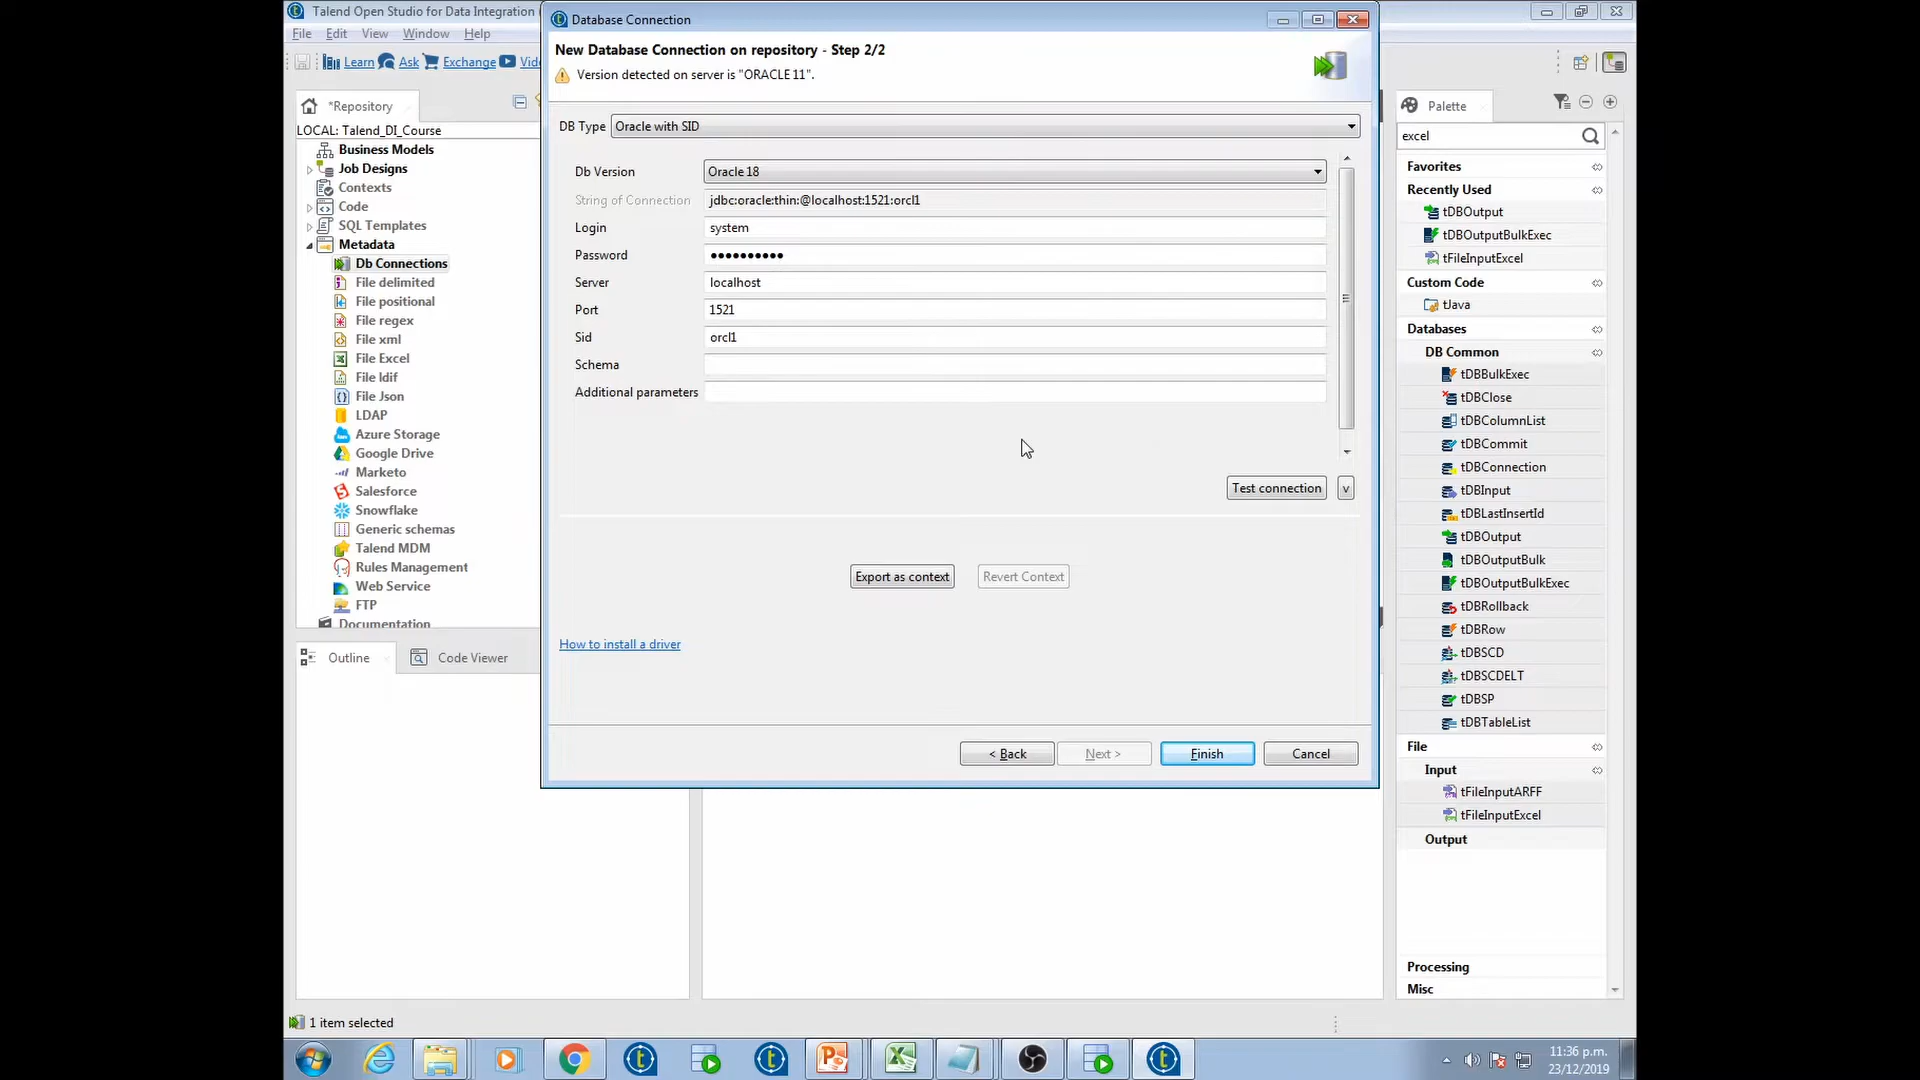 Talend Open Studio for Data Integration (
File Edit View Window Help
Learn Ask Exchange
*Repository
LOCAL: Talend_DI_Course
Business Models
Job Designs
Contexts
Code
SQL Templates
Metadata
Db Connections
File delimited
File positional
File regex
File xml
File Excel
File ldif
File Json
LDAP
Azure Storage
Google Drive
Marketo
Salesforce
Snowflake
Generic schemas
Talend MDM
Rules Management
Web Service
FTP
Documentation
Outline Code Viewer
Database Connection
New Database Connection on repository - Step 2/2
Version detected on server is "ORACLE 11".
DB Type Oracle with SID
Db Version Oracle 18
String of Connection jdbc:oracle:thin:@localhost:1521:orcl1
Login system
Password ••••••••••
Server localhost
Port 1521
Sid orcl1
Schema
Additional parameters
Test connection v
Export as context Revert Context
How to install a driver
< Back Next > Finish Cancel
Palette
excel
Favorites
Recently Used
tDBOutput
tDBOutputBulkExec
tFileInputExcel
Custom Code
tJava
Databases
DB Common
tDBBulkExec
tDBClose
tDBColumnList
tDBCommit
tDBConnection
tDBInput
tDBLastInsertId
tDBOutput
tDBOutputBulk
tDBOutputBulkExec
tDBRollback
tDBRow
tDBSCD
tDBSCDELT
tDBSP
tDBTableList
File
Input
tFileInputARFF
tFileInputExcel
Output
Processing
Misc
1 item selected
11:36 p.m.
23/12/2019